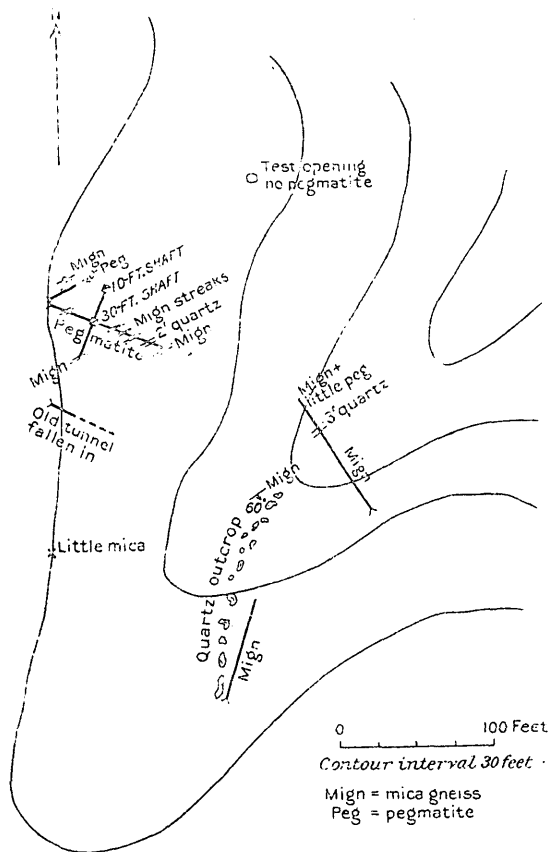 N
Test opening
no pegmatite
Mign
Peg
10-FT. SHAFT
30-FT. SHAFT
Mign streaks
2' quartz
Mign
Pegmatite
Mign
Old tunnel
fallen in
Mign+
little peg
3' quartz
Mign
Mign
60°
Quartz outcrop
Little mica
Mign
0 100 Feet
Contour interval 30 feet
Mign = mica gneiss
Peg = pegmatite